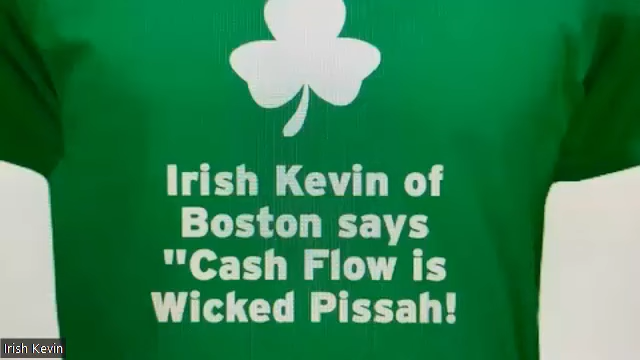 Irish Kevin of
Boston says
"Cash Flow is
Wicked Pissah!
Irish Kevin